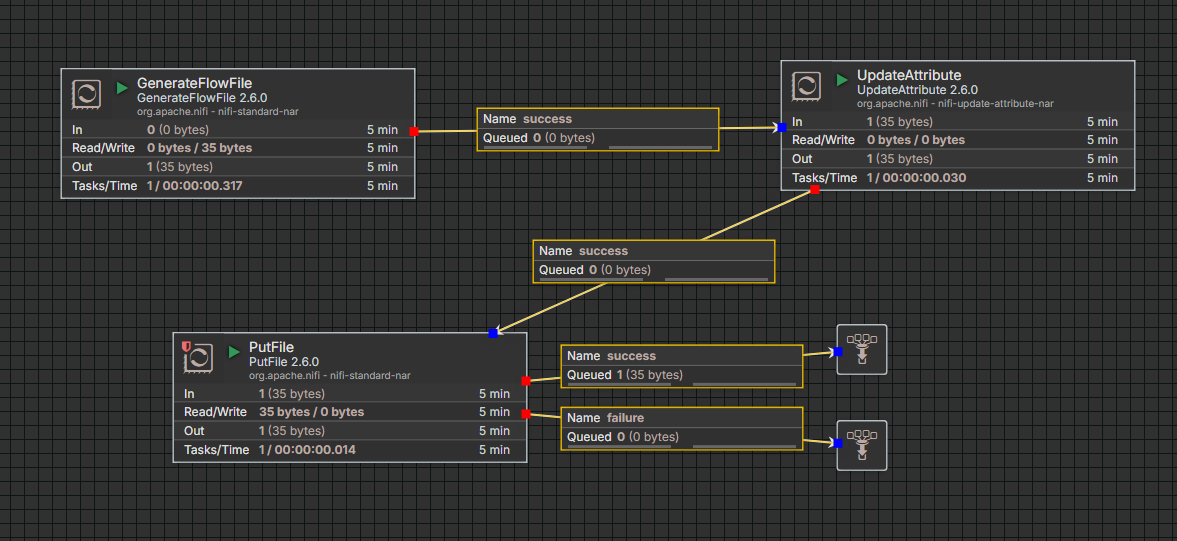 GenerateFlowFile
GenerateFlowFile 2.6.0
org.apache.nifi - nifi-standard-nar
In 0 (0 bytes) 5 min
Read/Write 0 bytes / 35 bytes 5 min
Out 1 (35 bytes) 5 min
Tasks/Time 1 / 00:00:00.317 5 min
Name success
Queued 0 (0 bytes)
UpdateAttribute
UpdateAttribute 2.6.0
org.apache.nifi - nifi-update-attribute-nar
In 1 (35 bytes) 5 min
Read/Write 0 bytes / 0 bytes 5 min
Out 1 (35 bytes) 5 min
Tasks/Time 1 / 00:00:00.030 5 min
Name success
Queued 0 (0 bytes)
PutFile
PutFile 2.6.0
org.apache.nifi - nifi-standard-nar
In 1 (35 bytes) 5 min
Read/Write 35 bytes / 0 bytes 5 min
Out 1 (35 bytes) 5 min
Tasks/Time 1 / 00:00:00.014 5 min
Name success
Queued 1 (35 bytes)
Name failure
Queued 0 (0 bytes)